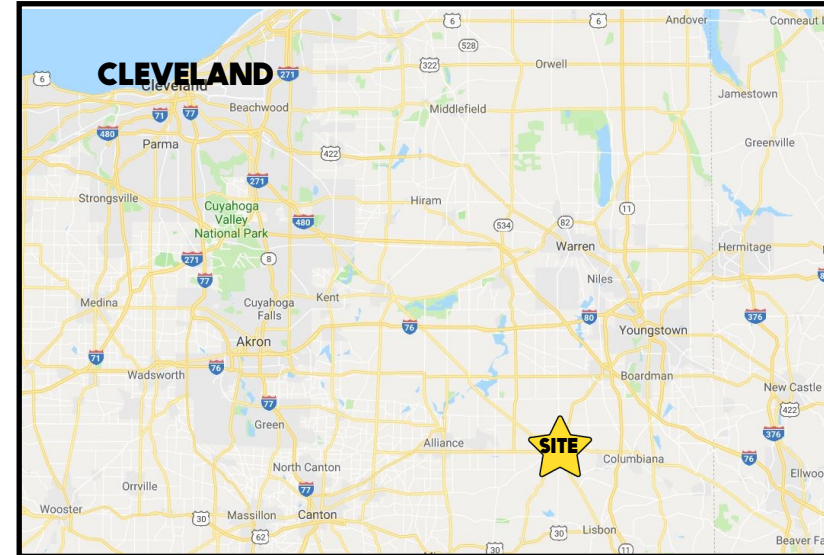 6
6
Andover
Conneaut L
528
CLEVELAND
Cleveland
271
322
Orwell
6
Jamestown
Beachwood
Middlefield
71
77
480
Parma
422
Greenville
271
Strongsville
Cuyahoga
Valley
National Park
Hiram
11
480
534
82
Warren
Hermitage
271
8
77
Niles
Medina
Cuyahoga
Falls
Kent
76
80
376
Youngstown
Akron
71
76
Wadsworth
Boardman
New Castle
77
422
Green
376
Alliance
SITE
Columbiana
76
North Canton
Ellwoo
77
Orrville
Wooster
30
Massillon
Canton
62
30
Lisbon
30
11
Beaver Fa